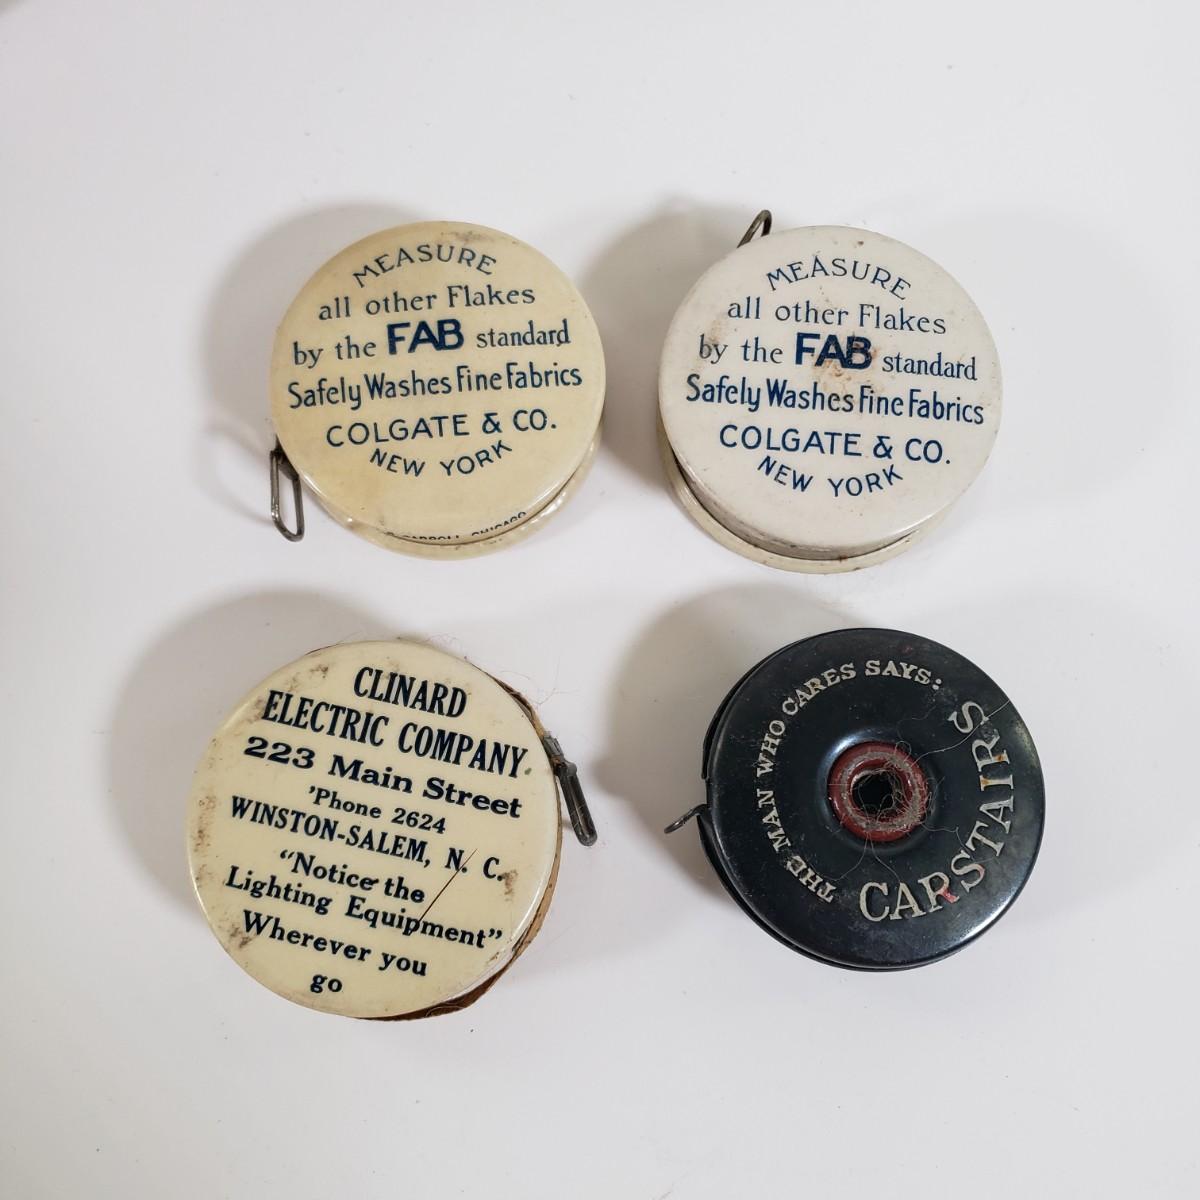 MEASURE
all other Flakes
by the FAB standard
Safely Washes Fine Fabrics
COLGATE & CO.
NEW YORK
CHICAGO
MEASURE
all other Flakes
by the FAB standard
Safely Washes Fine Fabrics
COLGATE & CO.
NEW YORK
CLINARD
ELECTRIC COMPANY
223 Main Street
'Phone 2624
WINSTON-SALEM, N. C.
"Notice the
Lighting Equipment"
Wherever you
go
THE MAN WHO CARES SAYS:
CARSTAIRS